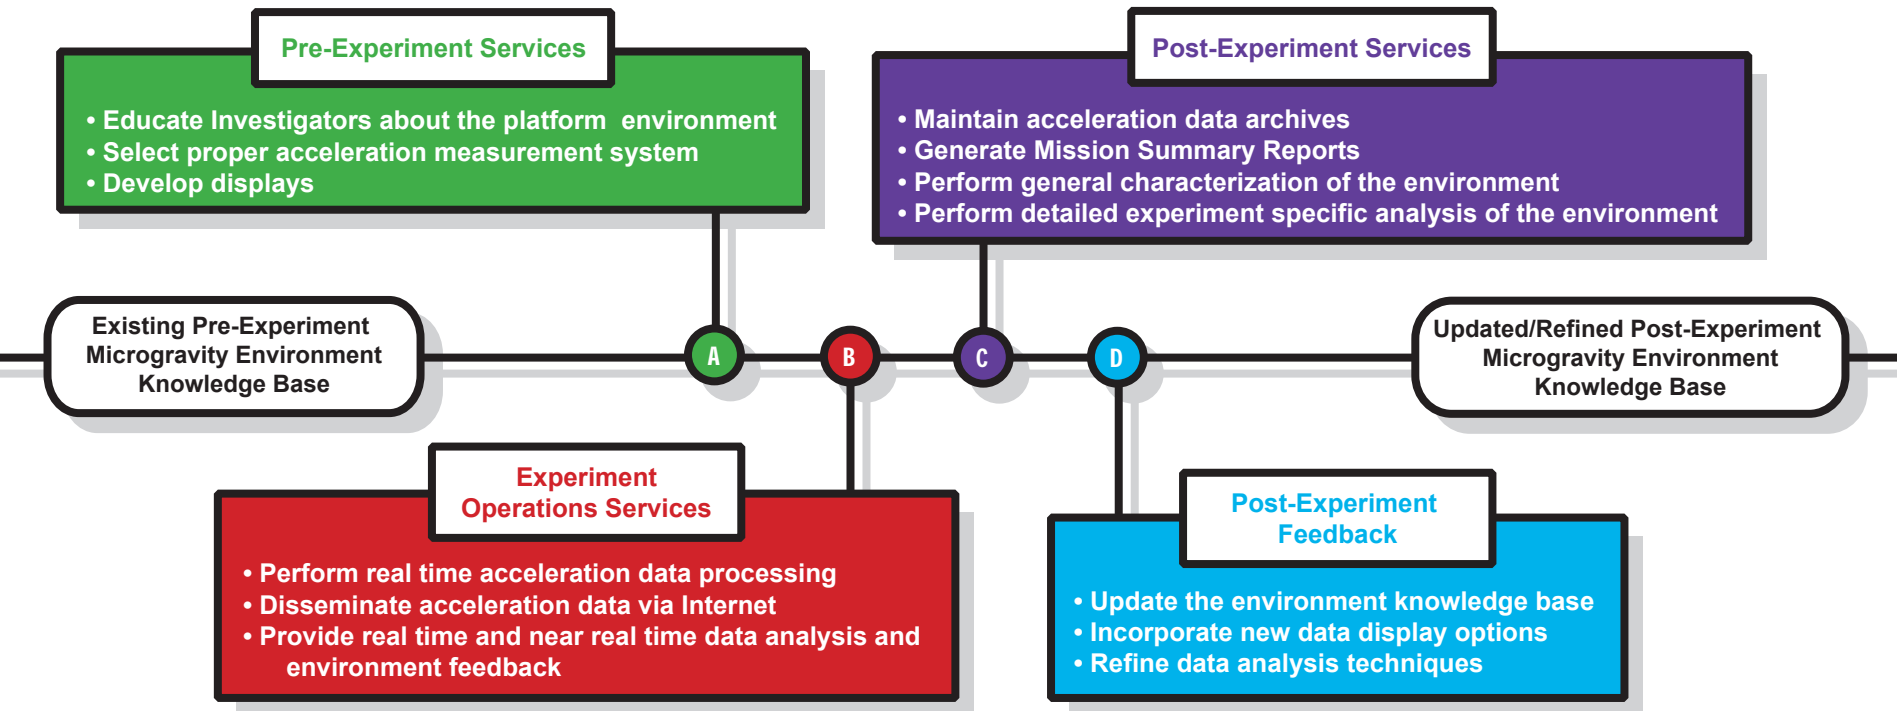 Pre-Experiment Services
• Educate Investigators about the platform  environment
• Select proper acceleration measurement system
• Develop displays
Post-Experiment Services
• Maintain acceleration data archives
• Generate Mission Summary Reports
• Perform general characterization of the environment
• Perform detailed experiment specific analysis of the environment
Existing Pre-Experiment
Microgravity Environment
Knowledge Base
A
B
C
D
Updated/Refined Post-Experiment
Microgravity Environment
Knowledge Base
Experiment
Operations Services
• Perform real time acceleration data processing
• Disseminate acceleration data via Internet
• Provide real time and near real time data analysis and
environment feedback
Post-Experiment
Feedback
• Update the environment knowledge base
• Incorporate new data display options
• Refine data analysis techniques